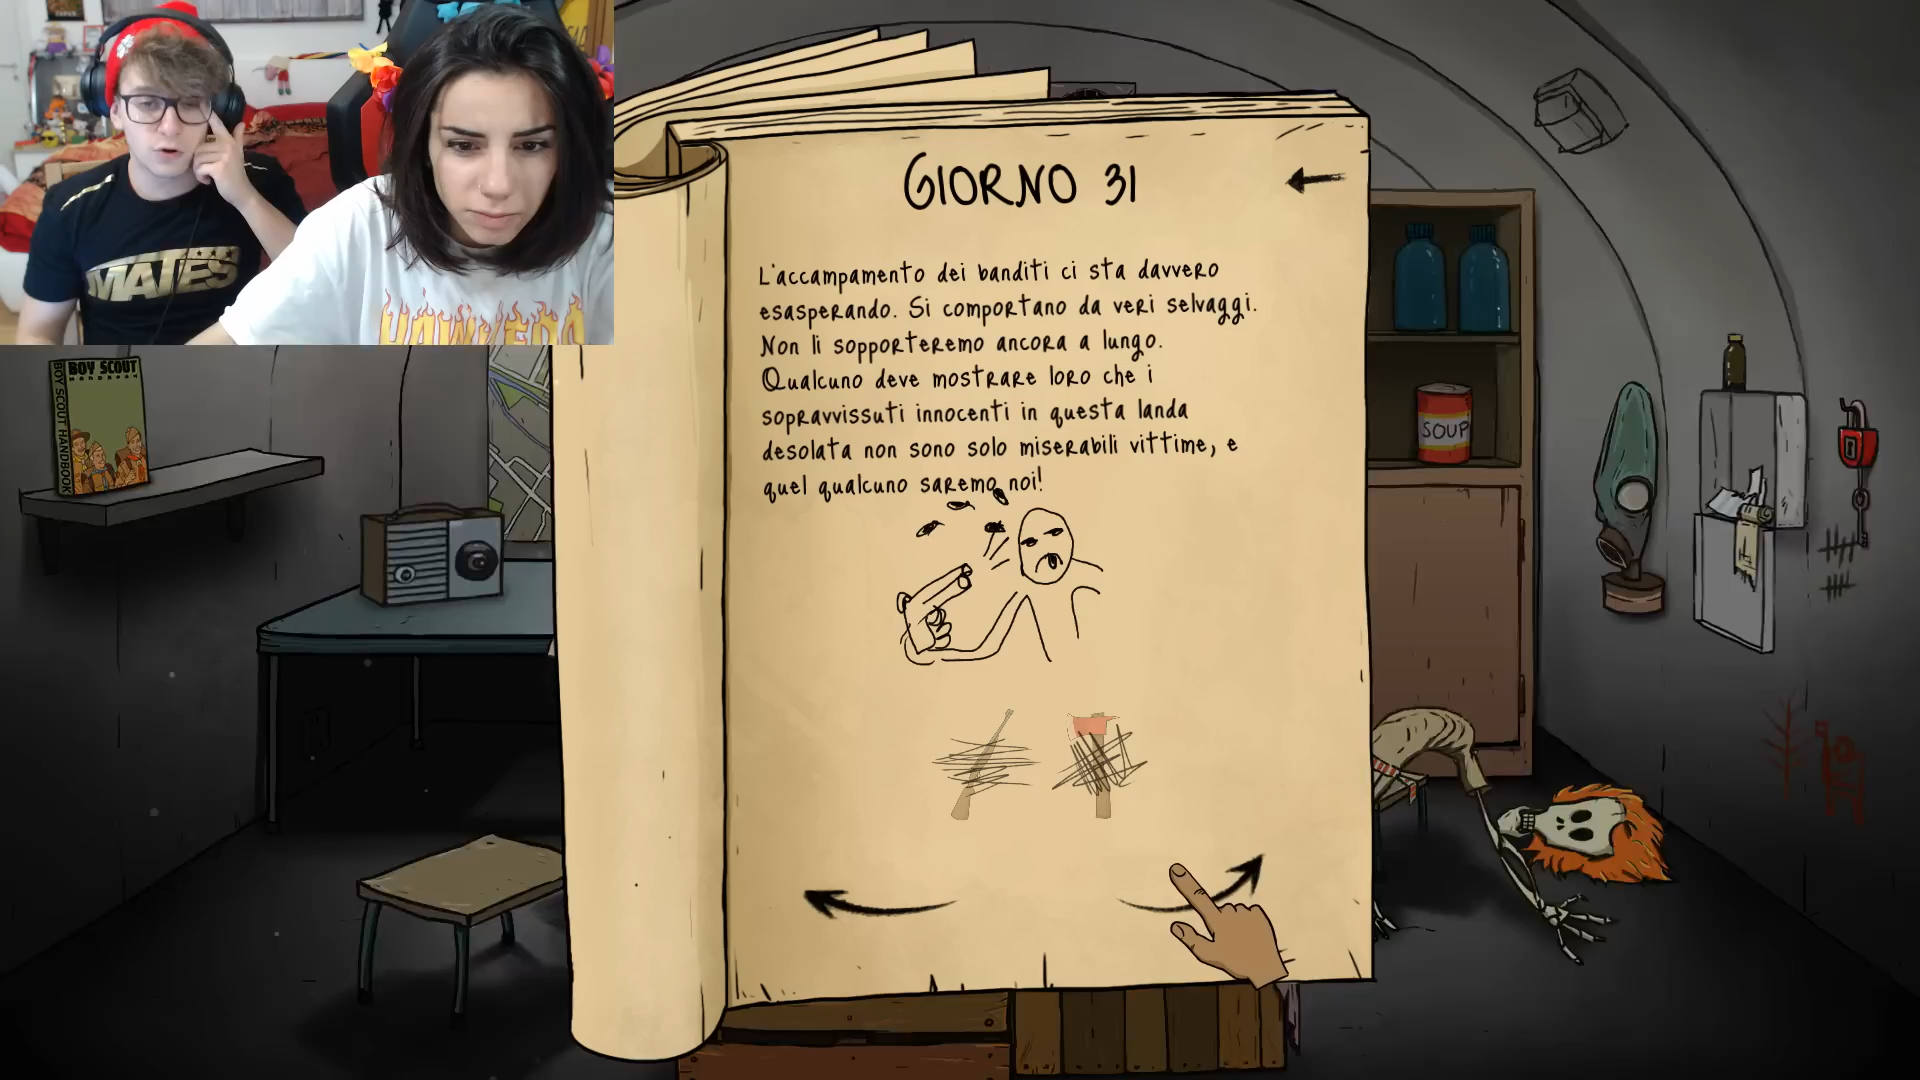 GIORNO 31
L'accampamento dei banditi ci sta davvero
esasperando. Si comportano da veri selvaggi.
Non li sopporteremo ancora a lungo.
Qualcuno deve mostrare loro che i
sopravvissuti innocenti in questa landa
desolata non sono solo miserabili vittime, e
quel qualcuno saremo noi!
MATES
BOY SCOUT
HANDBOOK
BOY SCOUT HANDBOOK
SOUP